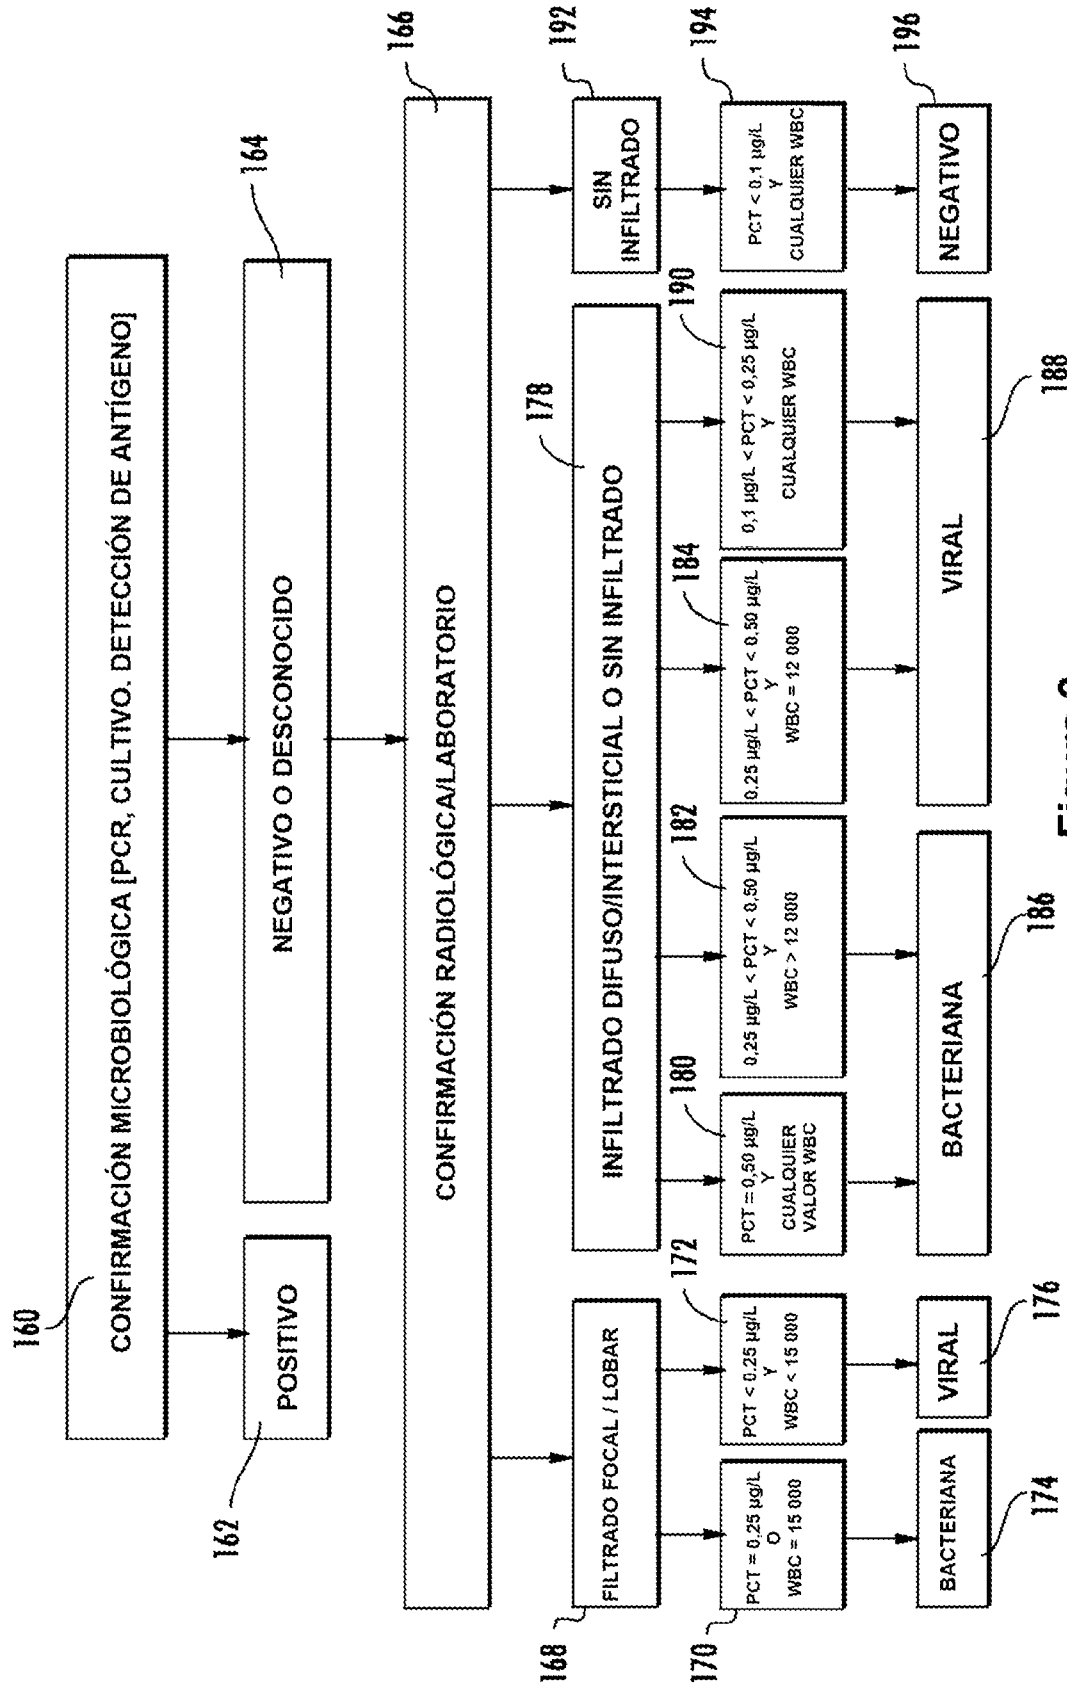 160
CONFIRMACIÓN MICROBIOLÓGICA [PCR, CULTIVO. DETECCIÓN DE ANTÍGENO]
162
POSITIVO
NEGATIVO O DESCONOCIDO
164
CONFIRMACIÓN RADIOLÓGICA/LABORATORIO
166
168
FILTRADO FOCAL / LOBAR
178
INFILTRADO DIFUSO/INTERSTICIAL O SIN INFILTRADO
SIN
INFILTRADO
192
170
PCT = 0,25 µg/L
O
WBC = 15 000
172
PCT < 0.25 µg/L
Y
WBC < 15 000
180
PCT = 0,50 µg/L
Y
CUALQUIER
VALOR WBC
182
0,25 µg/L < PCT < 0,50 µg/L
Y
WBC > 12 000
184
0.25 µg/L < PCT < 0,50 µg/L
Y
WBC = 12 000
190
0,1 µg/L < PCT < 0,25 µg/L
Y
CUALQUIER WBC
194
PCT < 0.1 µg/L
Y
CUALQUIER WBC
BACTERIANA
174
VIRAL
176
BACTERIANA
186
VIRAL
188
NEGATIVO
196